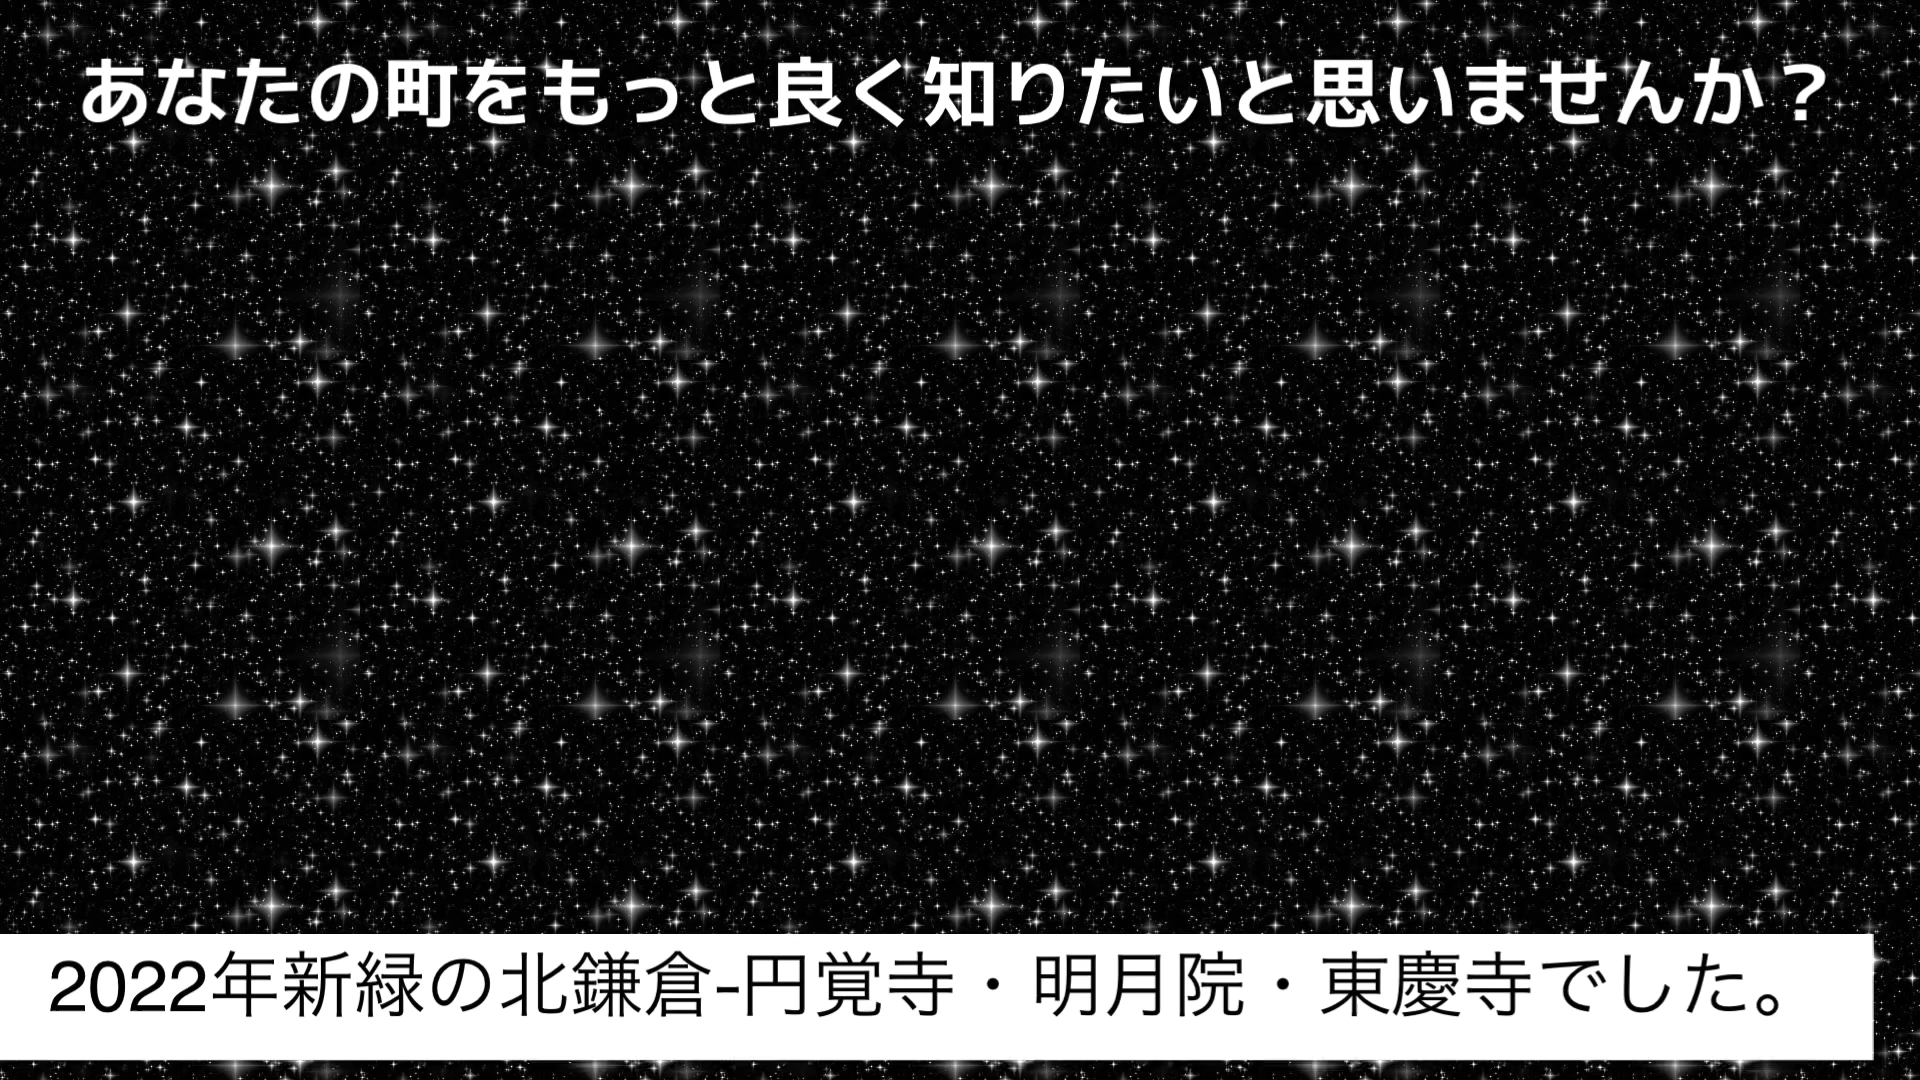 あなたの町をもっと良く知りたいと思いませんか？
2022年新緑の北鎌倉-円覚寺・明月院・東慶寺でした。